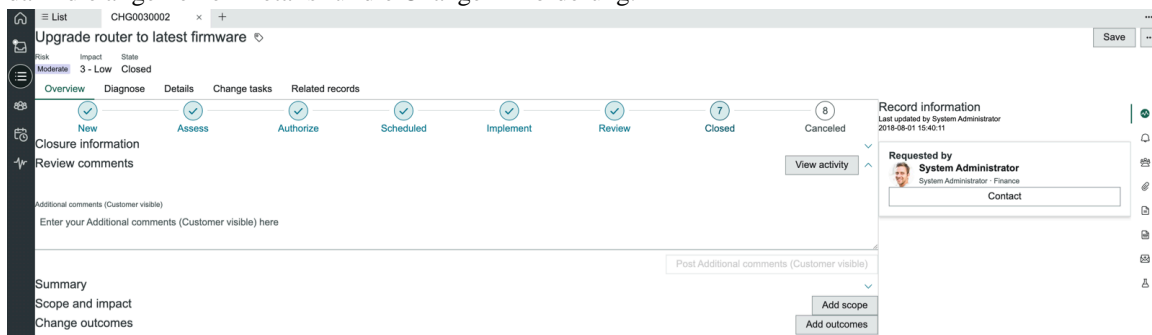 ≡ List CHG0030002 × +
Upgrade router to latest firmware
Save
Risk Impact State
Moderate 3 - Low Closed
Overview Diagnose Details Change tasks Related records
7 8
New Assess Authorize Scheduled Implement Review Closed Canceled
Closure information
Review comments
View activity
Additional comments (Customer visible)
Enter your Additional comments (Customer visible) here
Post Additional comments (Customer visible)
Summary
Scope and impact
Add scope
Change outcomes
Add outcomes
Record information
Last updated by System Administrator
2018-08-01 15:40:11
Requested by
System Administrator
System Administrator · Finance
Contact